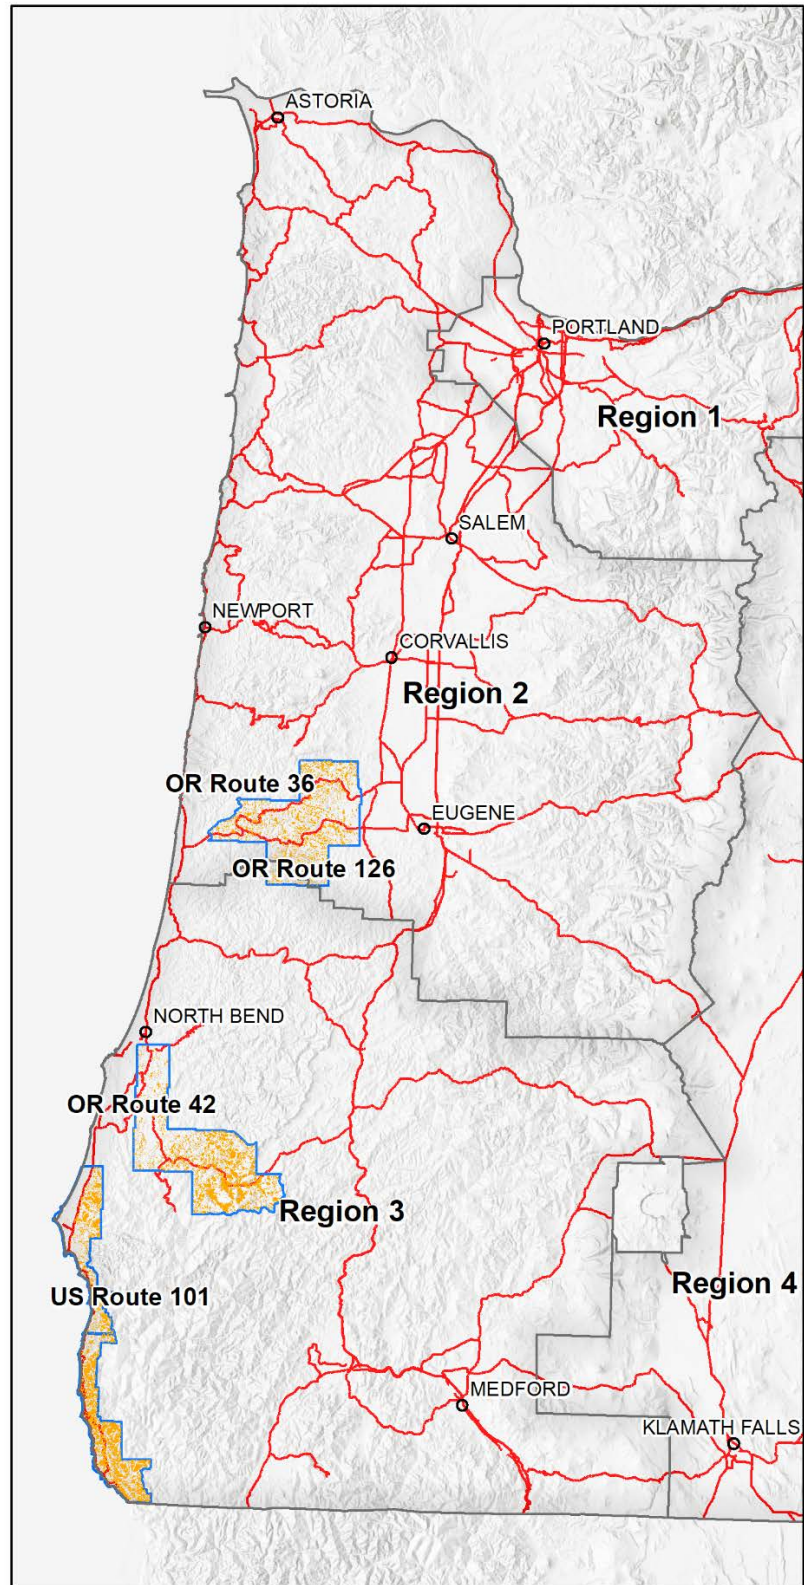 ASTORIA
PORTLAND
Region 1
SALEM
NEWPORT
CORVALLIS
Region 2
OR Route 36
EUGENE
OR Route 126
NORTH BEND
OR Route 42
Region 3
Region 4
US Route 101
MEDFORD
KLAMATH FALLS